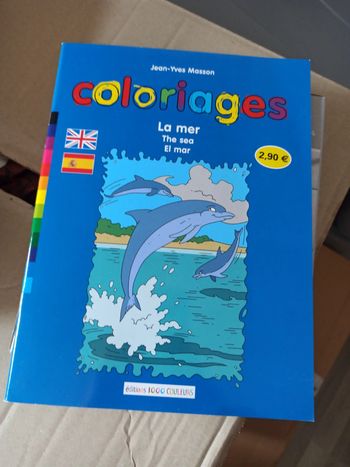 Jean-Yves Masson
coloriages
La mer
The sea
El mar
2,90 €
éditions 1000 COULEURS